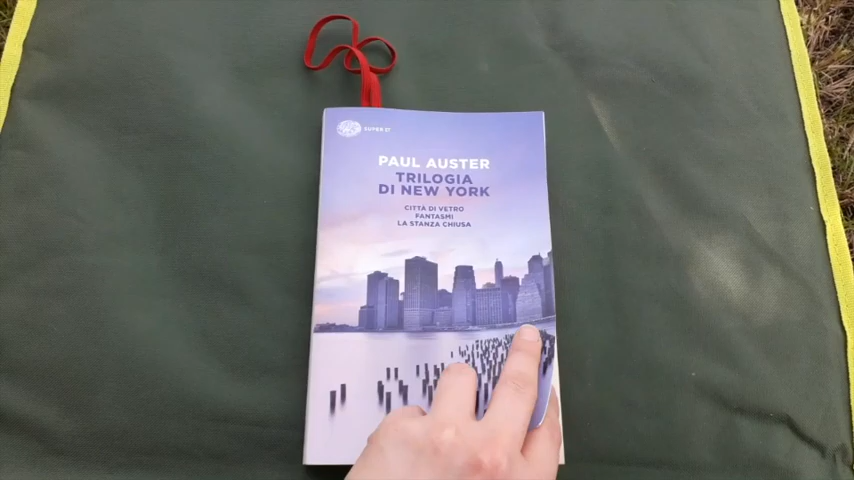 SUPER ET
PAUL AUSTER
TRILOGIA
DI NEW YORK
CITTÀ DI VETRO
FANTASMI
LA STANZA CHIUSA